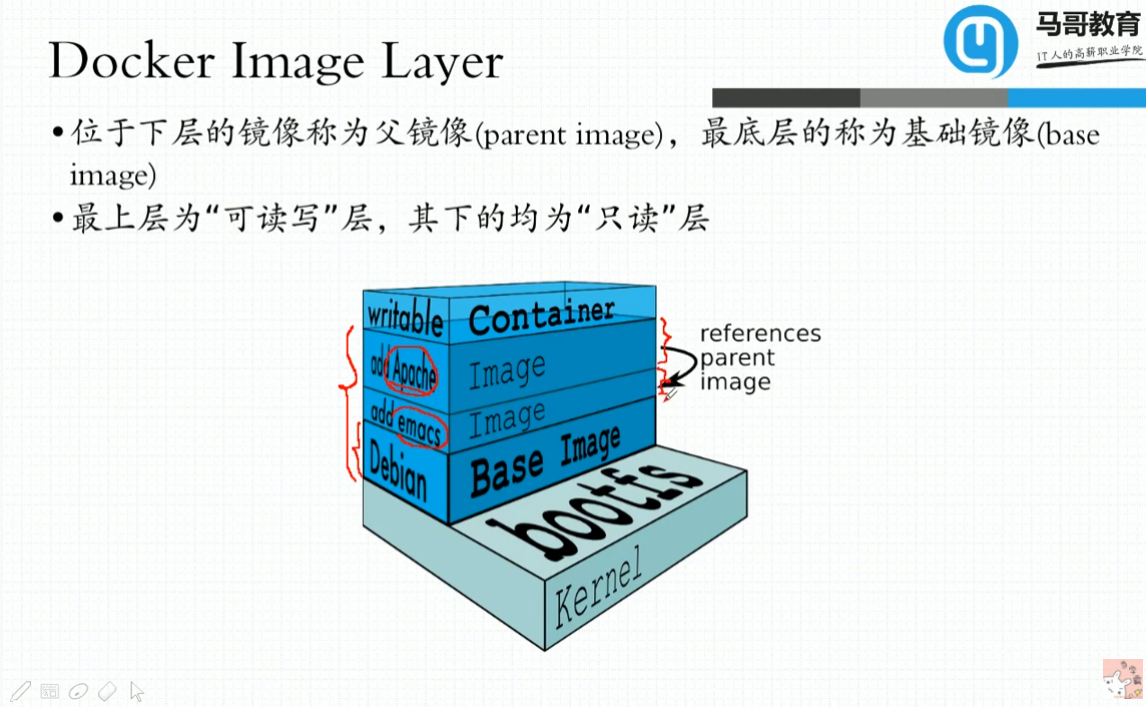 马哥教育
IT人的高薪职业学院
Docker Image Layer
•位于下层的镜像称为父镜像(parent image)，最底层的称为基础镜像(base
image)
•最上层为“可读写”层，其下的均为“只读”层
writable Container
add Apache Image
add emacs Image
Debian Base Image
bootfs
Kernel
references
parent
image